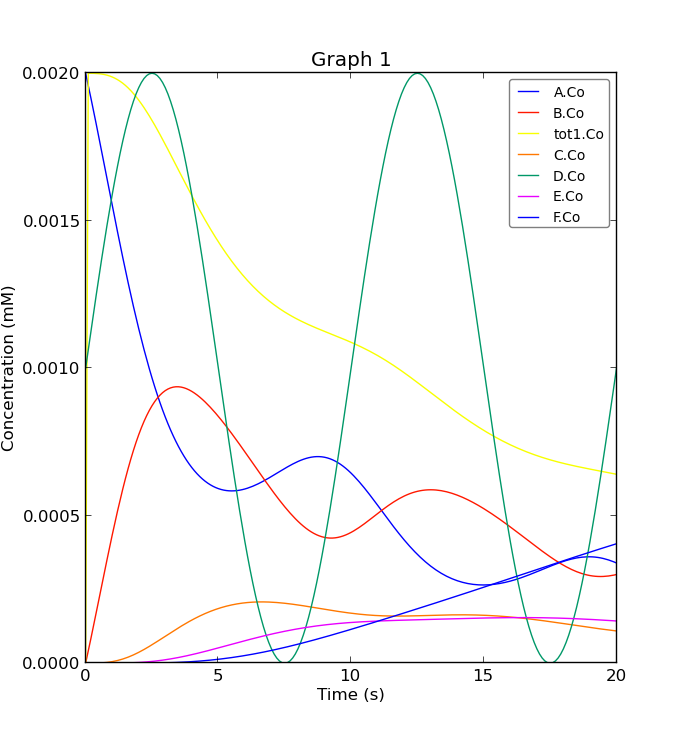 Graph 1
0.0020
0.0015
0.0010
0.0005
0.0000
Concentration (mM)
A.Co
B.Co
tot1.Co
C.Co
D.Co
E.Co
F.Co
0 5 10 15 20
Time (s)